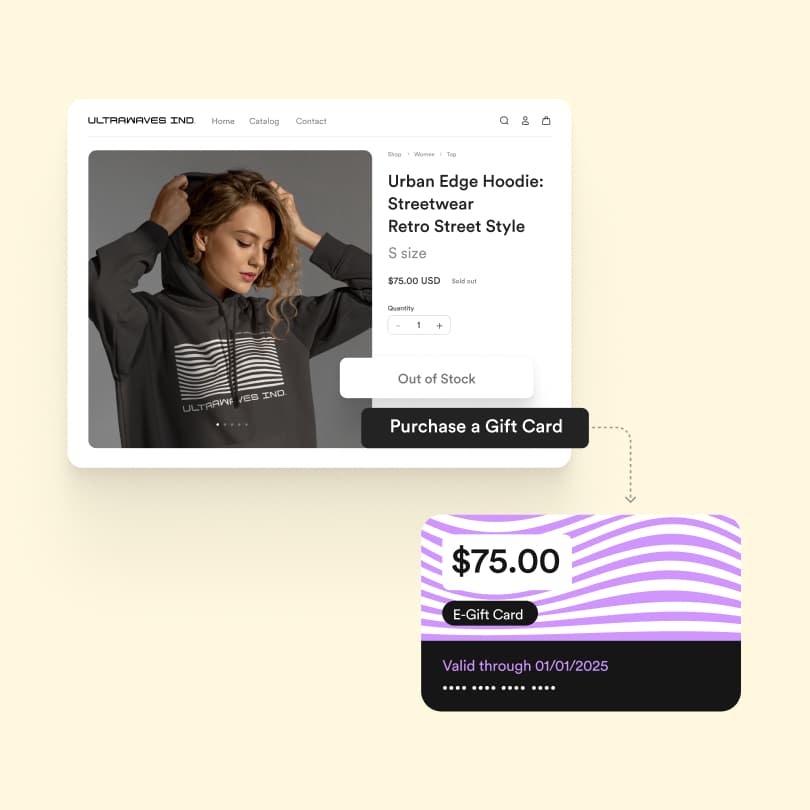 ULTRAWAVES IND.
Home
Catalog
Contact
Shop > Women > Top
Urban Edge Hoodie:
Streetwear
Retro Street Style
S size
$75.00 USD
Sold out
Quantity
- 1 +
ULTRAWAVES IND.
Out of Stock
Purchase a Gift Card
$75.00
E-Gift Card
Valid through 01/01/2025
•••• •••• •••• ••••